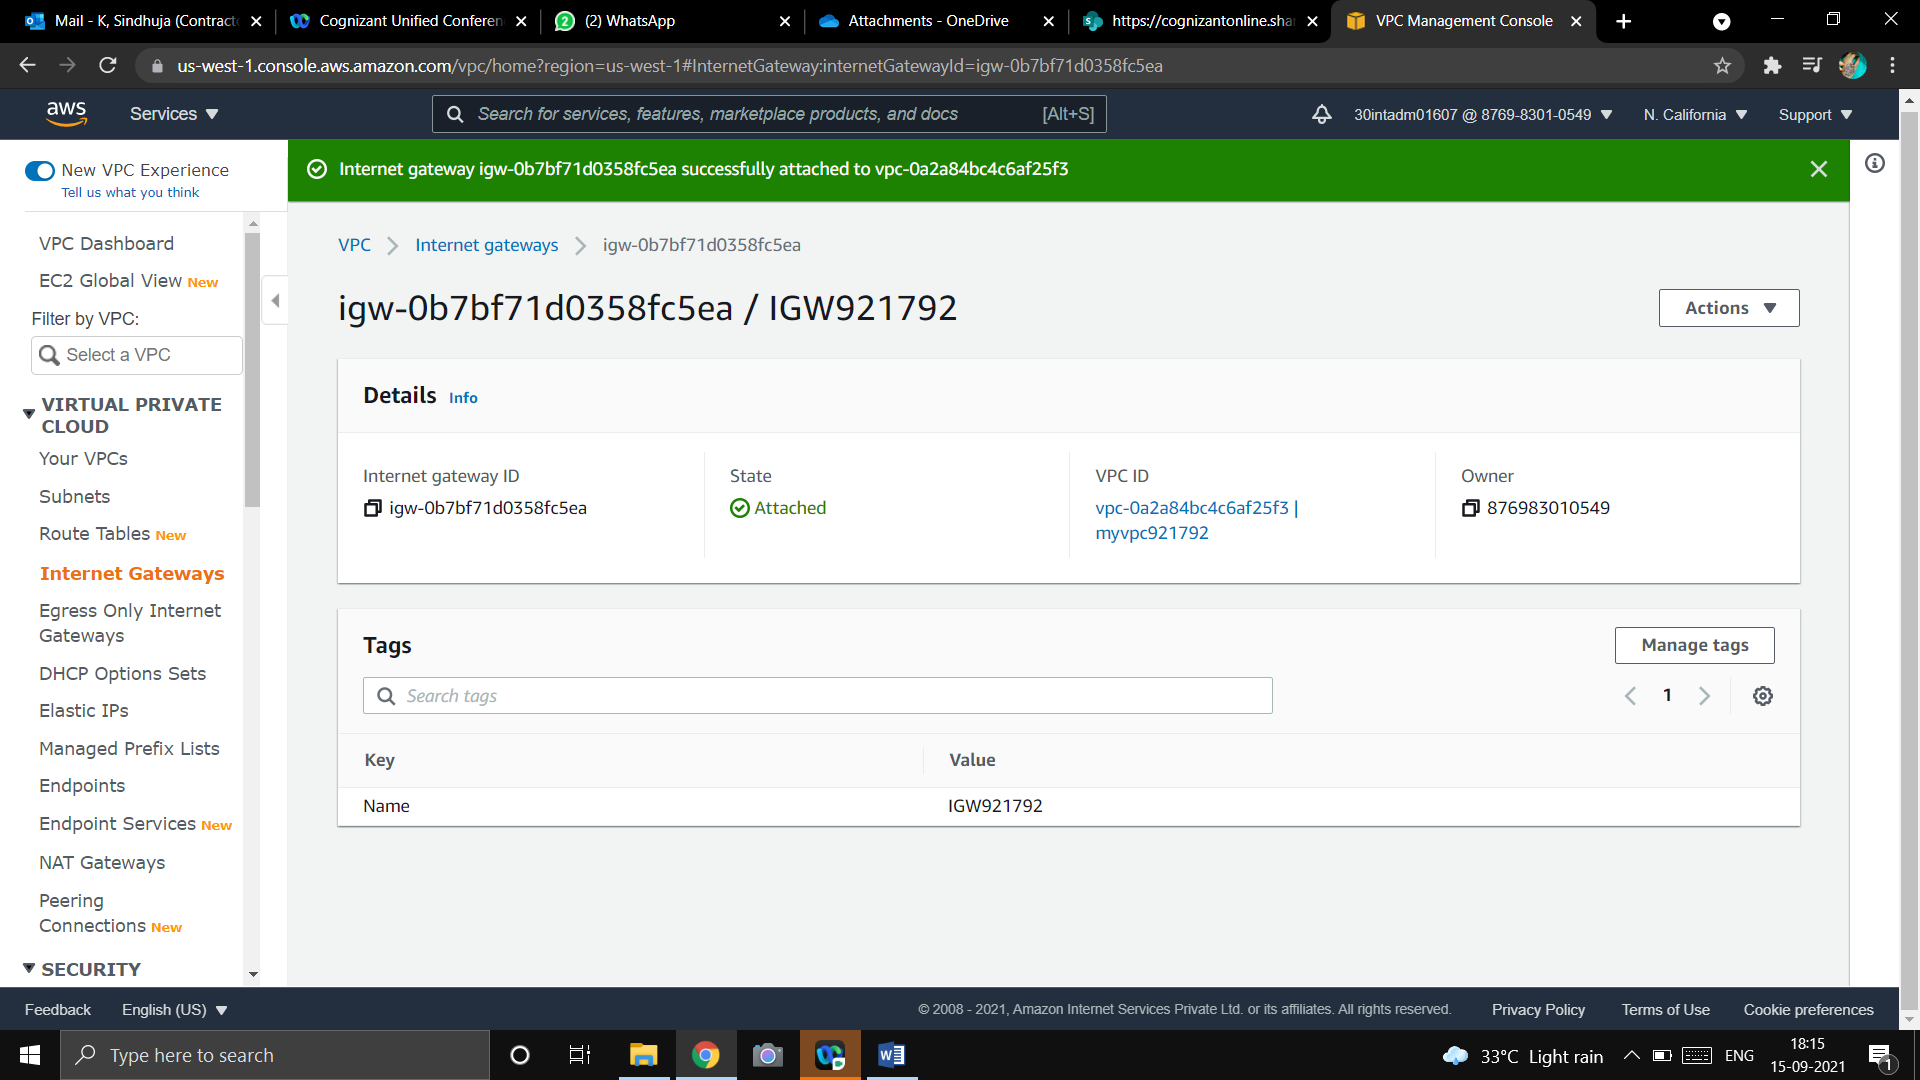 Mail - K, Sindhuja (Contract
Cognizant Unified Conferen
(2) WhatsApp
Attachments - OneDrive
https://cognizantonline.sha
VPC Management Console
us-west-1.console.aws.amazon.com/vpc/home?region=us-west-1#InternetGateway:internetGatewayId=igw-0b7bf71d0358fc5ea
aws
Services
Search for services, features, marketplace products, and docs
[Alt+S]
30intadm01607 @ 8769-8301-0549
N. California
Support
New VPC Experience
Tell us what you think
Internet gateway igw-0b7bf71d0358fc5ea successfully attached to vpc-0a2a84bc4c6af25f3
VPC Dashboard
EC2 Global View New
Filter by VPC:
Select a VPC
VIRTUAL PRIVATE
CLOUD
Your VPCs
Subnets
Route Tables New
Internet Gateways
Egress Only Internet
Gateways
DHCP Options Sets
Elastic IPs
Managed Prefix Lists
Endpoints
Endpoint Services New
NAT Gateways
Peering
Connections New
SECURITY
VPC
Internet gateways
igw-0b7bf71d0358fc5ea
igw-0b7bf71d0358fc5ea / IGW921792
Actions
Details Info
Internet gateway ID
igw-0b7bf71d0358fc5ea
State
Attached
VPC ID
vpc-0a2a84bc4c6af25f3 |
myvpc921792
Owner
876983010549
Tags
Manage tags
Search tags
1
Key
Value
Name
IGW921792
Feedback
English (US)
© 2008 - 2021, Amazon Internet Services Private Ltd. or its affiliates. All rights reserved.
Privacy Policy
Terms of Use
Cookie preferences
Type here to search
33°C Light rain
ENG
18:15
15-09-2021
1